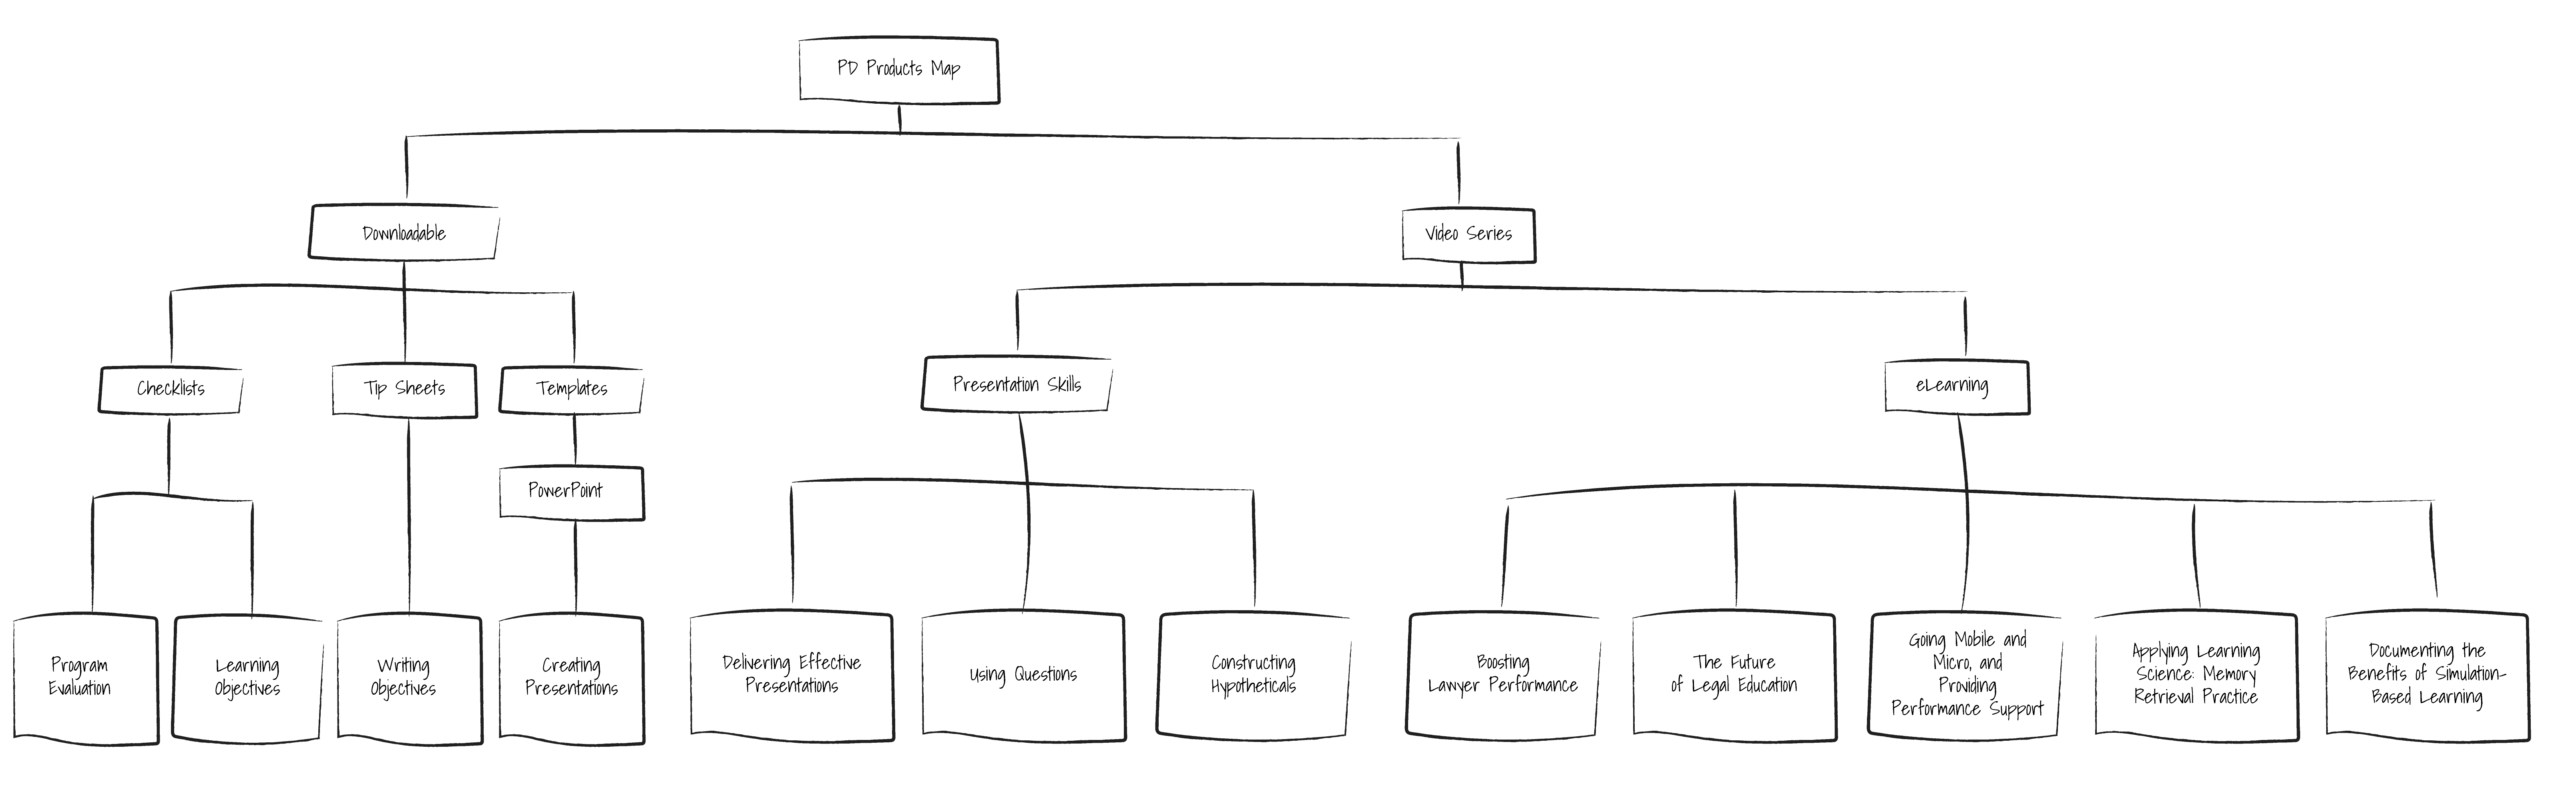 PD Products Map
Downloadable
Video Series
Checklists
Tip Sheets
Templates
Presentation Skills
eLearning
PowerPoint
Program
Evaluation
Learning
Objectives
Writing
Objectives
Creating
Presentations
Delivering Effective
Presentations
Using Questions
Constructing
Hypotheticals
Boosting
Lawyer Performance
The Future
of Legal Education
Going Mobile and
Micro, and
Providing
Performance Support
Applying Learning
Science: Memory
Retrieval Practice
Documenting the
Benefits of Simulation-
Based Learning